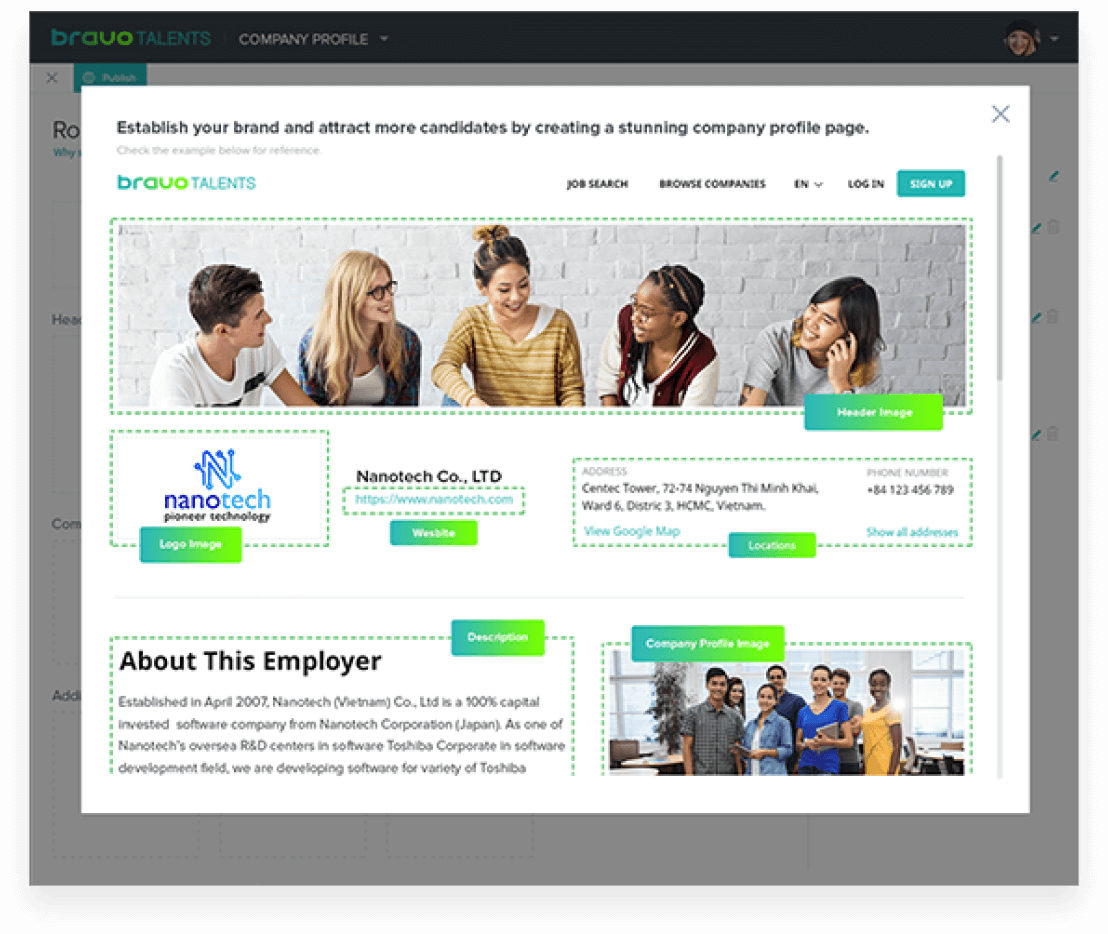 bravo TALENTS
COMPANY PROFILE
Publish
Ro
Why s
Establish your brand and attract more candidates by creating a stunning company profile page.
Check the example below for reference.
bravo TALENTS
JOB SEARCH
BROWSE COMPANIES
EN
LOG IN
SIGN UP
Head
Header Image
nanotech
pioneer technology
Logo Image
Nanotech Co., LTD
https://www.nanotech.com
Wesbite
ADDRESS
Centec Tower, 72-74 Nguyen Thi Minh Khai,
Ward 6, Distric 3, HCMC, Vietnam.
View Google Map
PHONE NUMBER
+84 123 456 789
Show all addresses
Locations
Com
Description
About This Employer
Established in April 2007, Nanotech (Vietnam) Co., Ltd is a 100% capital
invested software company from Nanotech Corporation (Japan). As one of
Nanotech's oversea R&D centers in software Toshiba Corporate in software
development field, we are developing software for variety of Toshiba
Company Profile Image
Addi